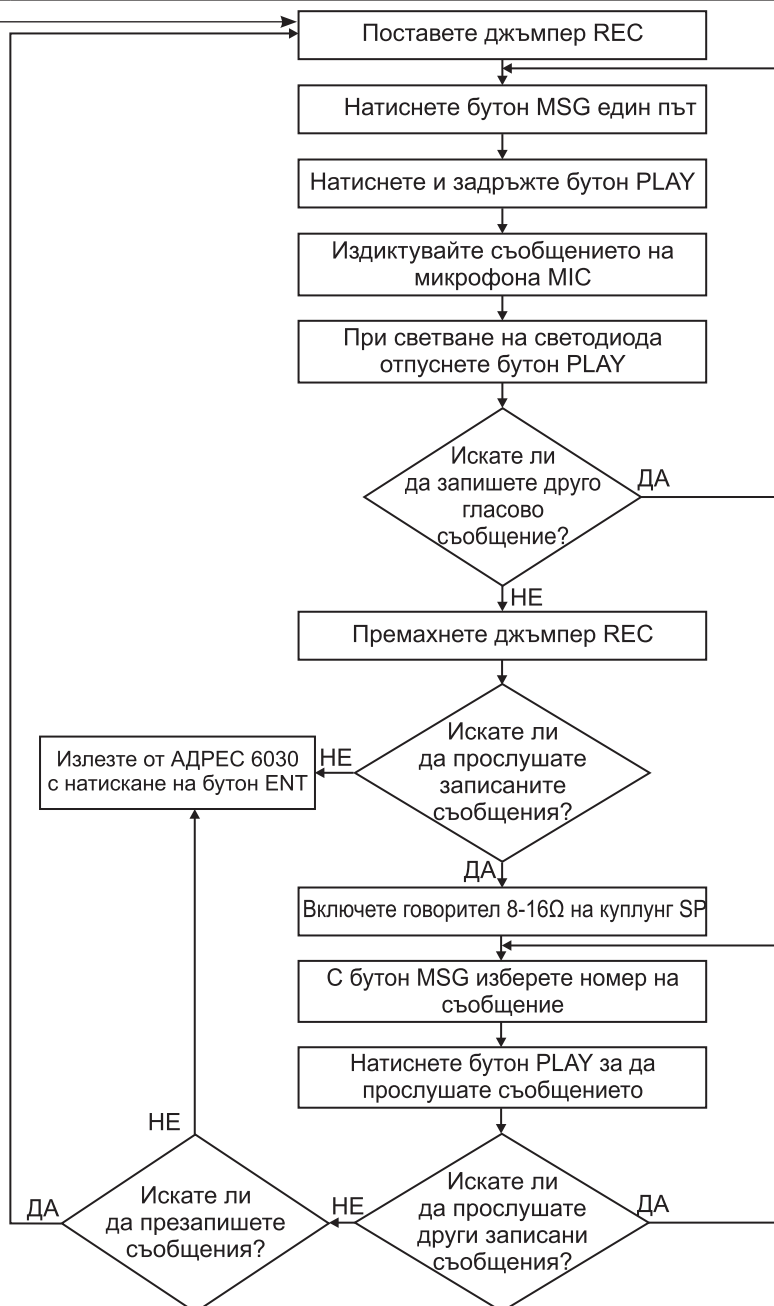 Поставете джъмпер REC
Натиснете бутон MSG един път
Натиснете и задръжте бутон PLAY
Издиктувайте съобщението на
микрофона MIC
При светване на светодиода
отпуснете бутон PLAY
Искате ли
да запишете друго
гласово
съобщение?
ДА
НЕ
Премахнете джъмпер REC
Искате ли
да прослушате
записаните
съобщения?
НЕ
Излезте от АДРЕС 6030
с натискане на бутон ENT
ДА
Включете говорител 8-16Ω на куплунг SP
С бутон MSG изберете номер на
съобщение
Натиснете бутон PLAY за да
прослушате съобщението
Искате ли
да прослушате
други записани
съобщения?
ДА
НЕ
Искате ли
да презапишете
съобщения?
НЕ
ДА